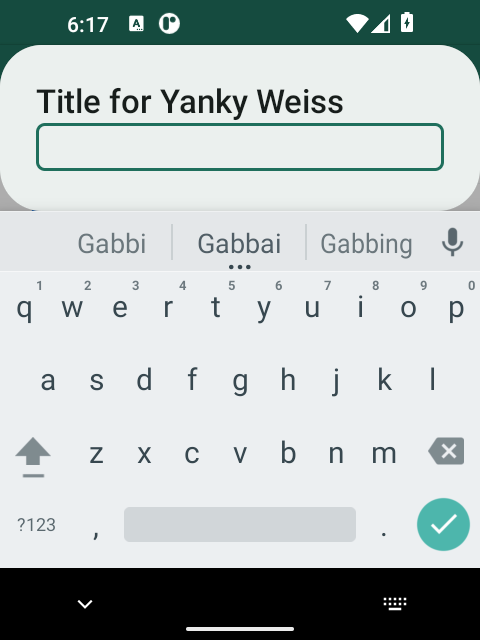 6:17 A
Title for Yanky Weiss
Gabbi Gabbai Gabbing
1 2 3 4 5 6 7 8 9 0
q w e r t y u i o p
a s d f g h j k l
z x c v b n m
?123 , .